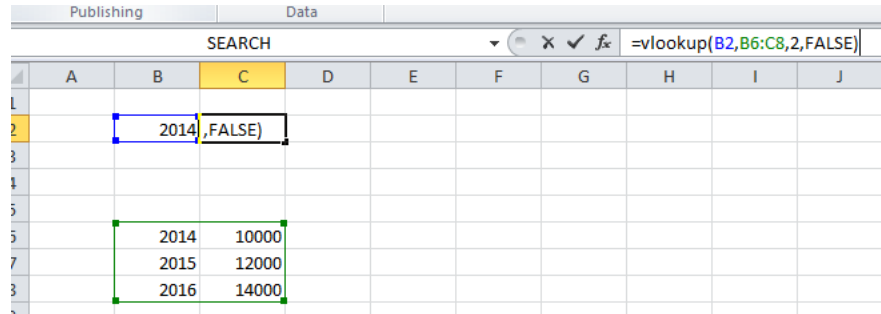 Publishing Data
SEARCH =vlookup(B2,B6:C8,2,FALSE)
A B C D E F G H I J
2014 ,FALSE)
2014 10000
2015 12000
2016 14000